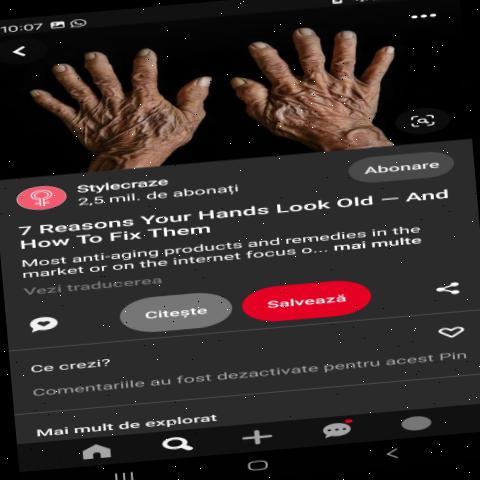 10:07
Stylecraze
2,5 mil. de abonați
Abonare
7 Reasons Your Hands Look Old — And
How To Fix Them
Most anti-aging products and remedies in the
market or on the internet focus o... mai multe
Vezi traducerea
Citește
Salvează
Ce crezi?
Comentariile au fost dezactivate pentru acest Pin
Mai mult de explorat